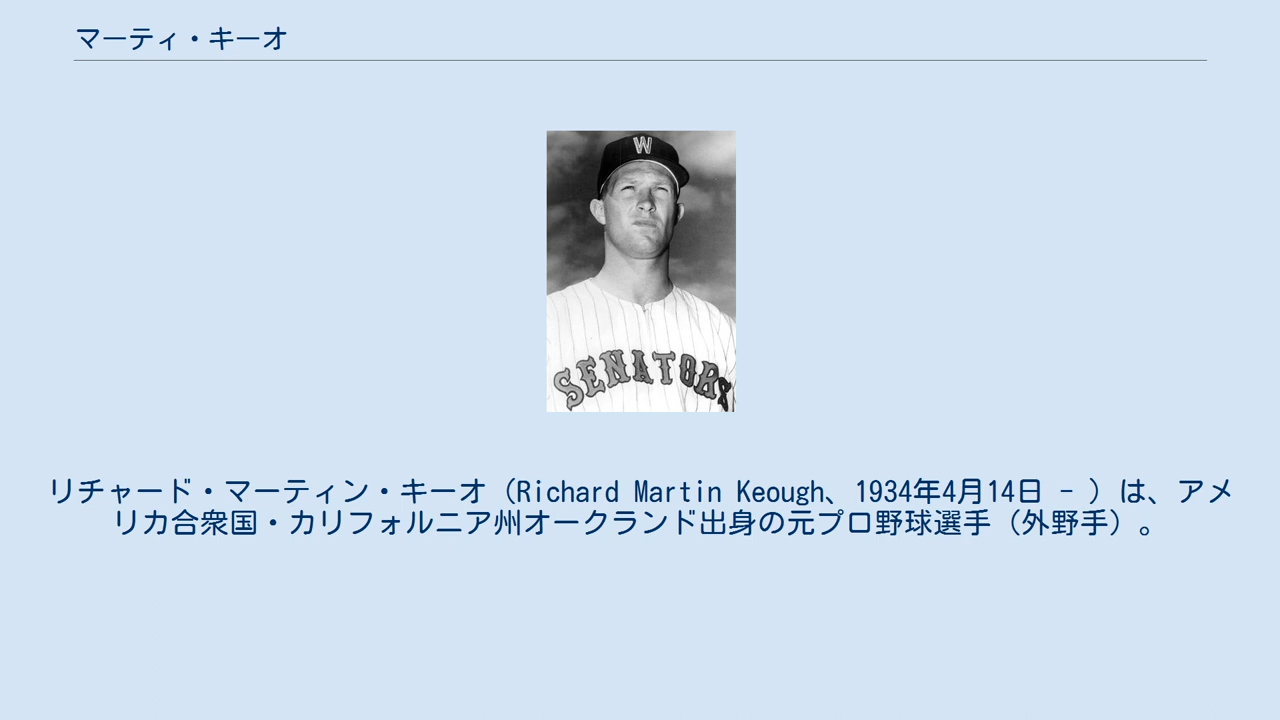 マーティ・キーオ
W
SENATORS
リチャード・マーティン・キーオ（Richard Martin Keough、1934年4月14日 - ）は、アメ
リカ合衆国・カリフォルニア州オークランド出身の元プロ野球選手（外野手）。